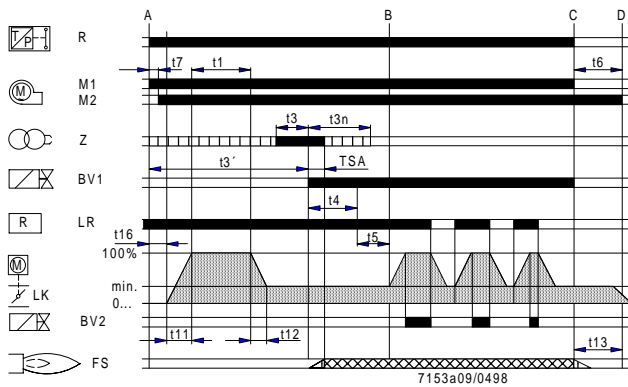 A B C D
T P R
t7 t1 t6
M M1
M2
t3 t3n
Z
t3´ TSA
BV1
t4
R LR
t16 t5
100%
M
min.
LK
0...
BV2
t11 t12 t13
FS
7153a09/0498